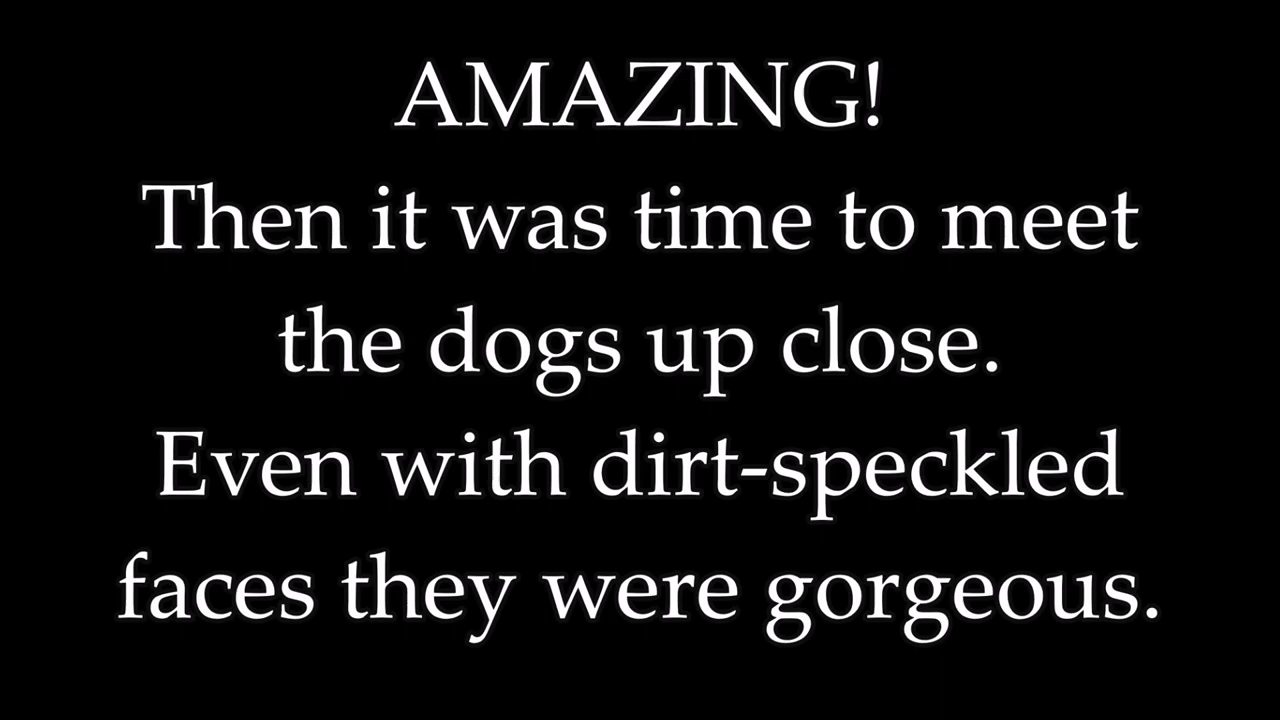 AMAZING!
Then it was time to meet
the dogs up close.
Even with dirt-speckled
faces they were gorgeous.